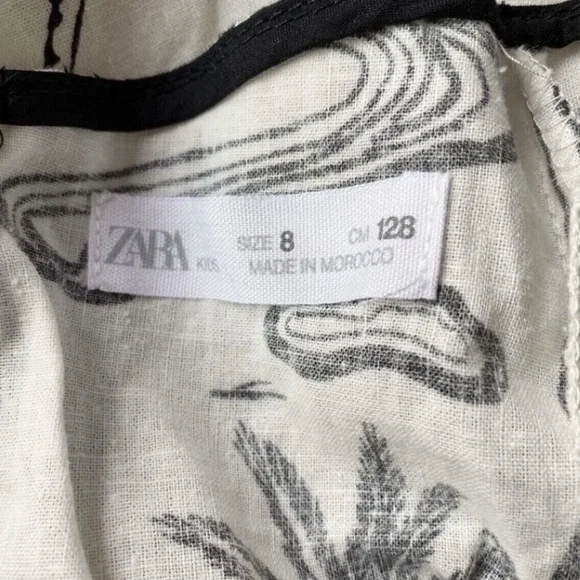 ZARA KIDS SIZE 8 CM 128
MADE IN MOROCCO